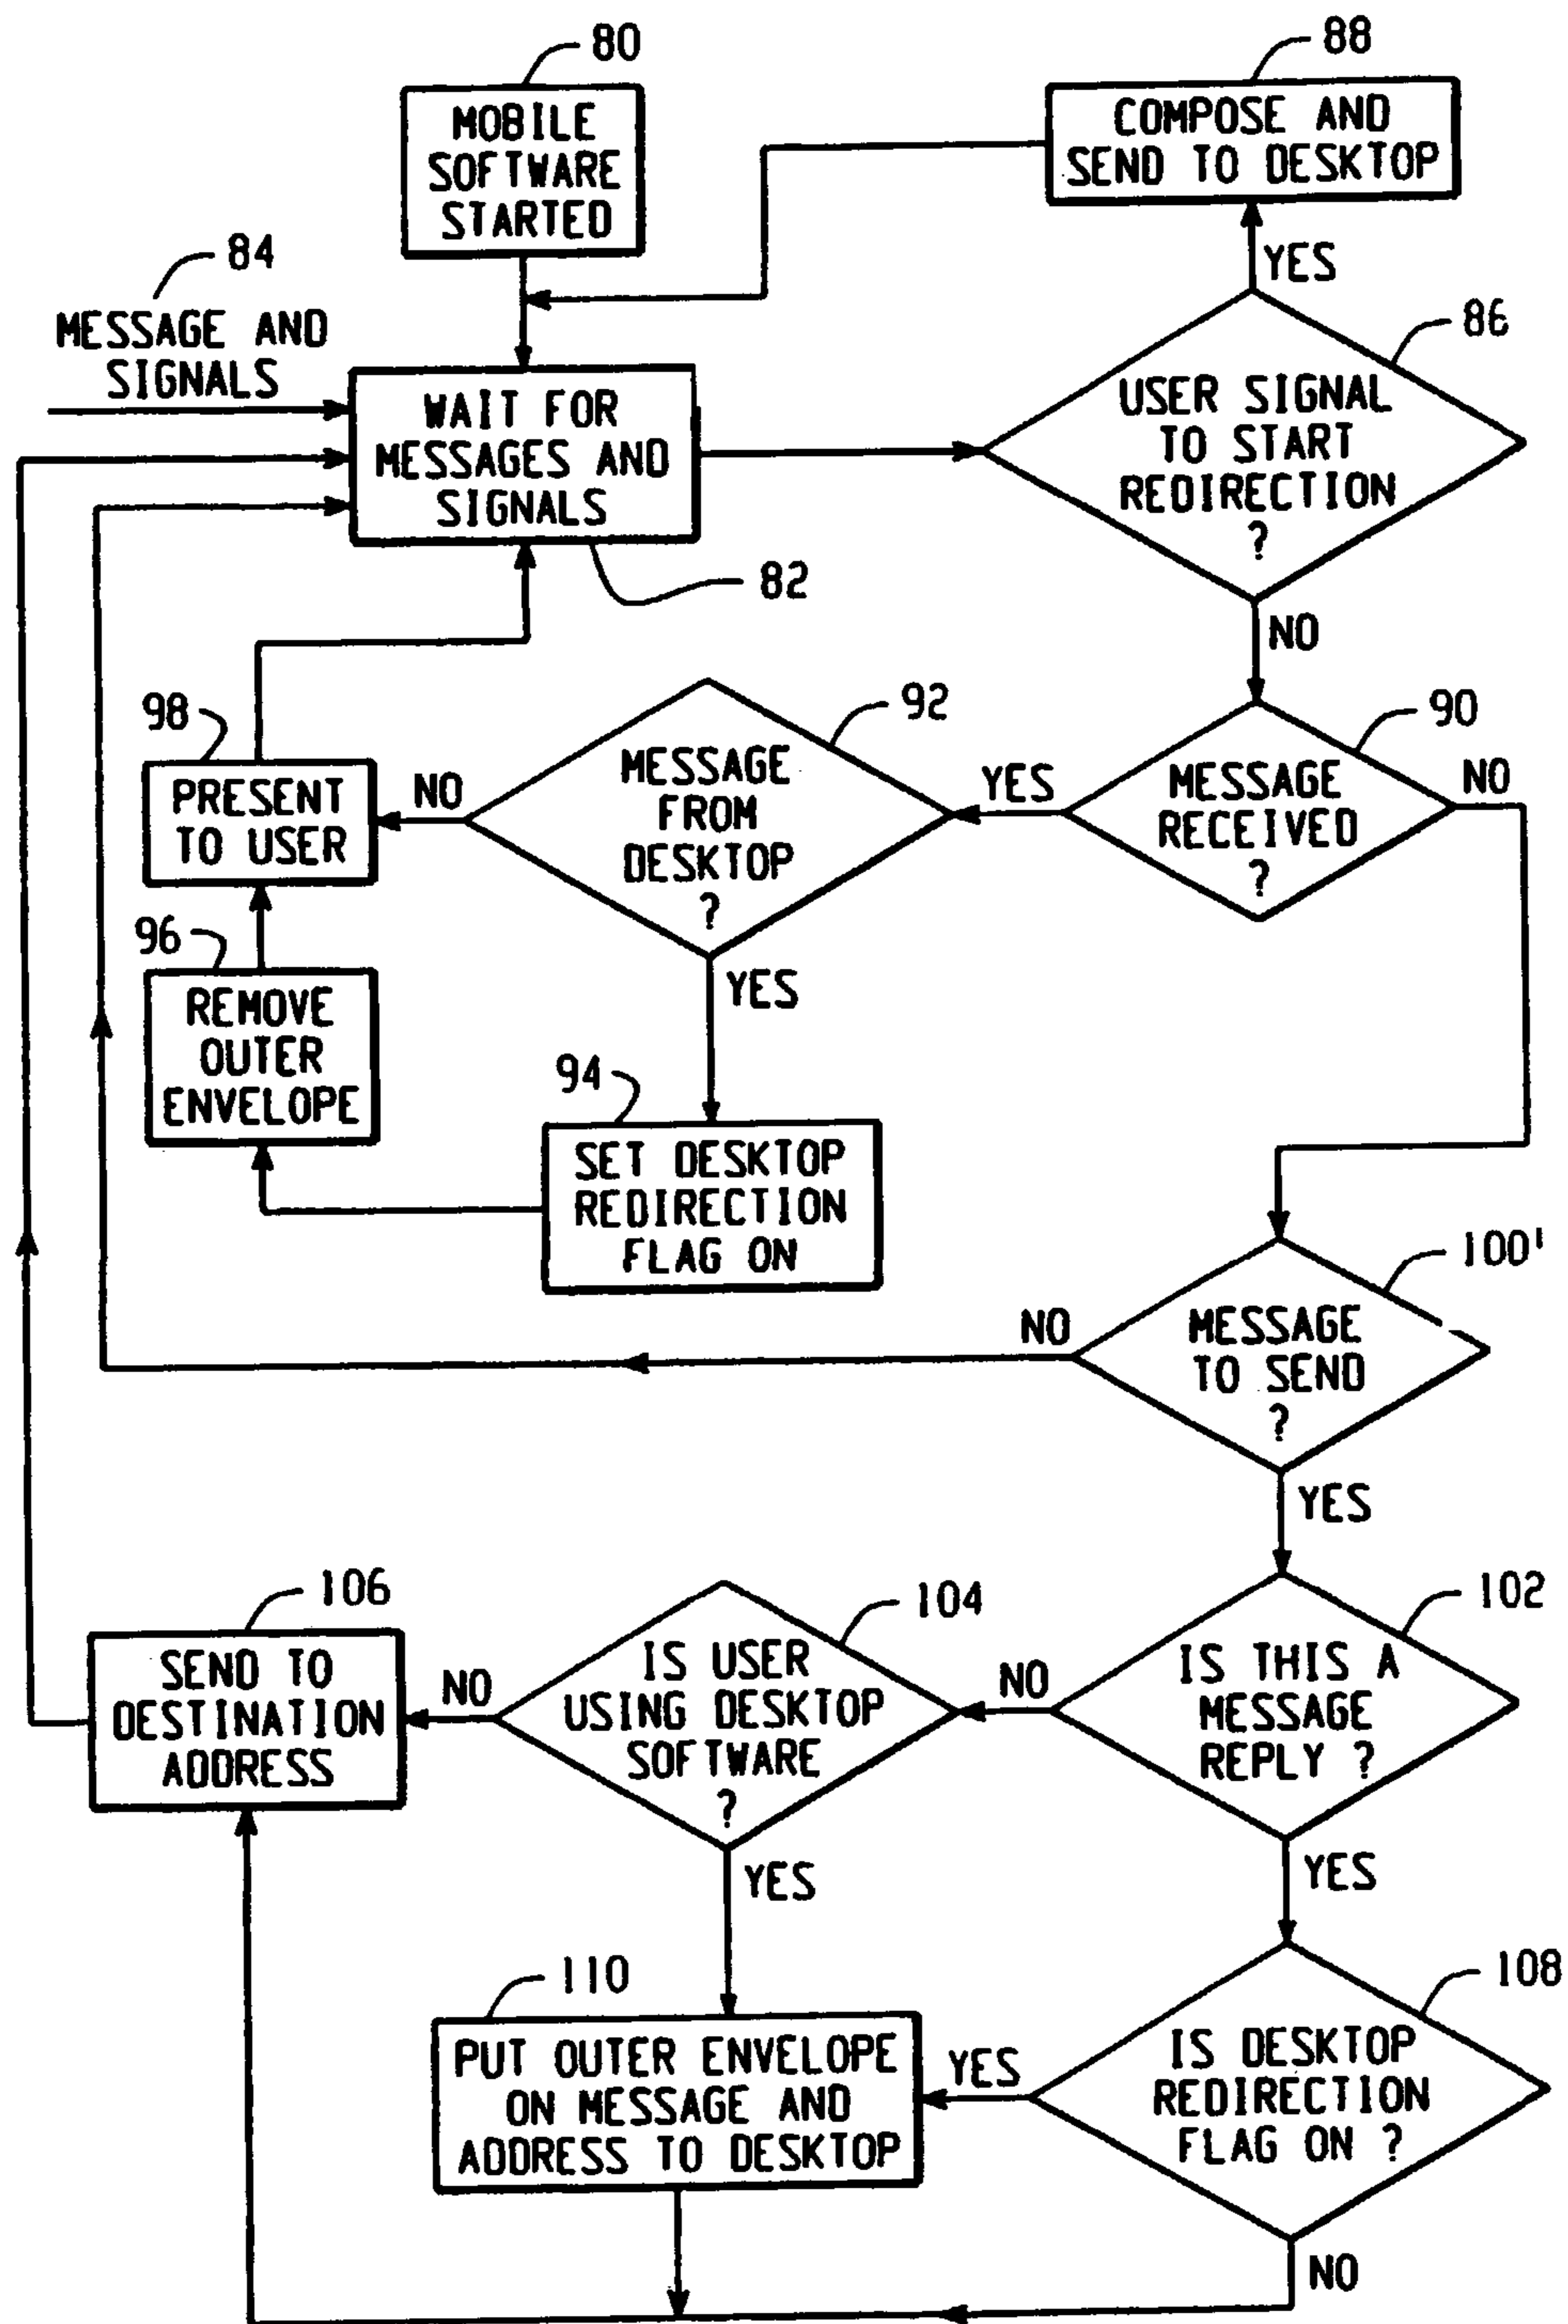 80
MOBILE
SOFTWARE
STARTED
88
COMPOSE AND
SEND TO DESKTOP
YES
84
MESSAGE AND
SIGNALS
86
USER SIGNAL
TO START
REDIRECTION
?
WAIT FOR
MESSAGES AND
SIGNALS
82
NO
98
PRESENT
TO USER
NO
92
MESSAGE
FROM
DESKTOP
?
YES
90
MESSAGE
RECEIVED
?
NO
96
REMOVE
OUTER
ENVELOPE
YES
94
SET DESKTOP
REDIRECTION
FLAG ON
100'
NO
MESSAGE
TO SEND
?
YES
106
SEND TO
DESTINATION
ADDRESS
NO
104
IS USER
USING DESKTOP
SOFTWARE
?
NO
102
IS THIS A
MESSAGE
REPLY ?
YES
YES
110
PUT OUTER ENVELOPE
ON MESSAGE AND
ADDRESS TO DESKTOP
YES
108
IS DESKTOP
REDIRECTION
FLAG ON ?
NO